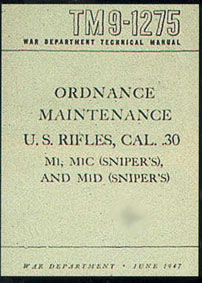 TM9-1275
WAR DEPARTMENT TECHNICAL MANUAL
ORDNANCE
MAINTENANCE
U. S. RIFLES, CAL. .30
M1, M1C (SNIPER'S),
AND M1D (SNIPER'S)
WAR DEPARTMENT • JUNE 1947